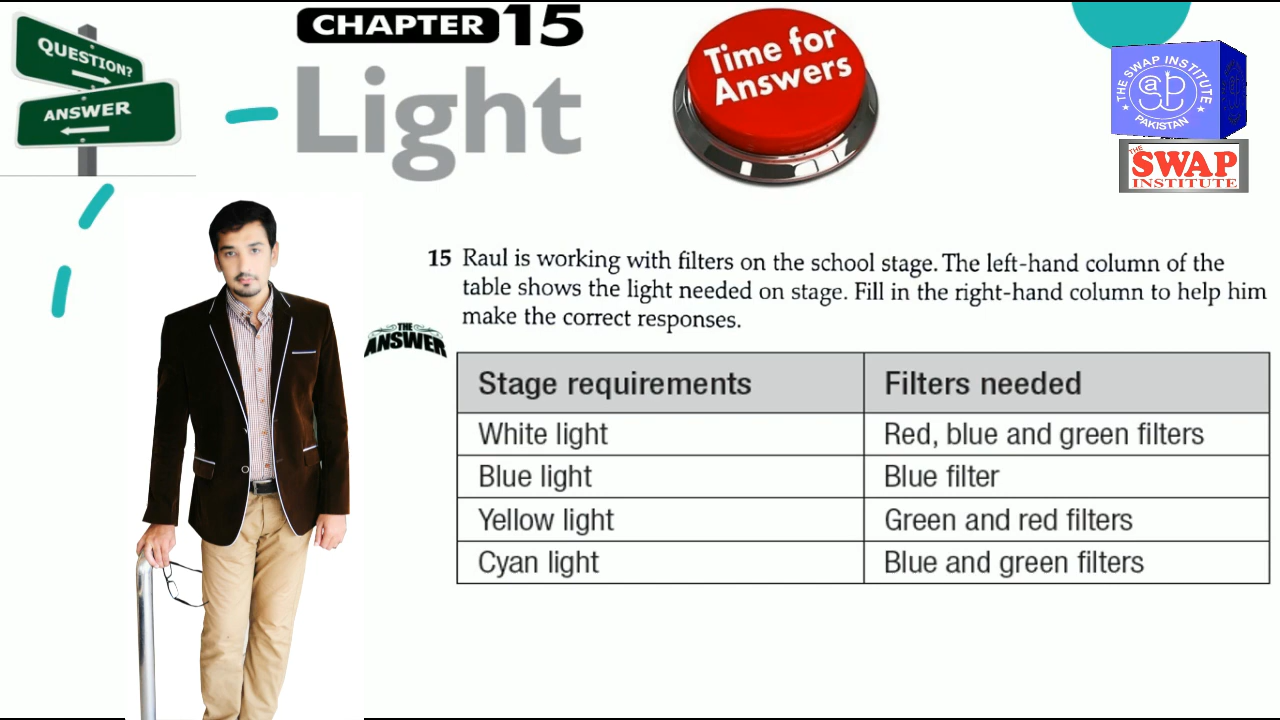 QUESTION?
ANSWER
CHAPTER 15
Light
Time for
Answers
THE SWAP INSTITUTE
PAKISTAN
THE
SWAP
INSTITUTE
15 Raul is working with filters on the school stage. The left-hand column of the
table shows the light needed on stage. Fill in the right-hand column to help him
make the correct responses.
THE
ANSWER
Stage requirements Filters needed
White light Red, blue and green filters
Blue light Blue filter
Yellow light Green and red filters
Cyan light Blue and green filters